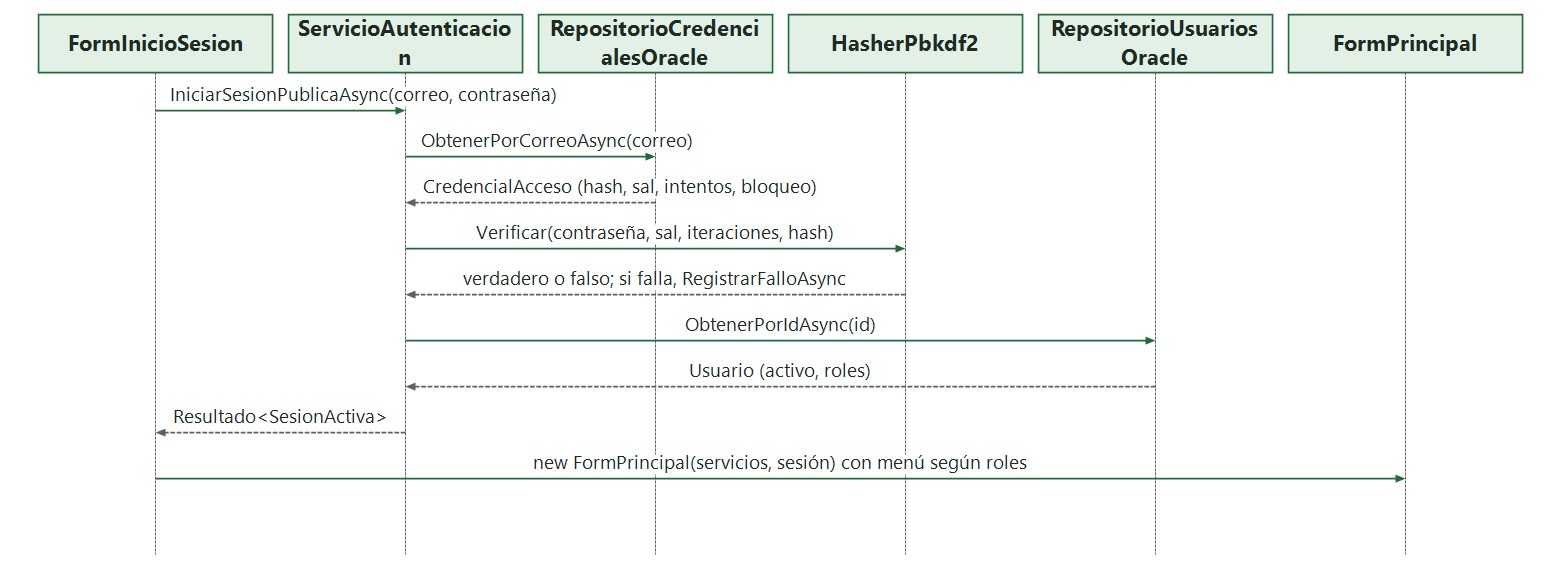 FormInicioSesion
ServicioAutenticacio
n
RepositorioCredenci
alesOracle
HasherPbkdf2
RepositorioUsuarios
Oracle
FormPrincipal
IniciarSesionPublicaAsync(correo, contraseña)
ObtenerPorCorreoAsync(correo)
CredencialAcceso (hash, sal, intentos, bloqueo)
Verificar(contraseña, sal, iteraciones, hash)
verdadero o falso; si falla, RegistrarFalloAsync
ObtenerPorIdAsync(id)
Usuario (activo, roles)
Resultado<SesionActiva>
new FormPrincipal(servicios, sesión) con menú según roles